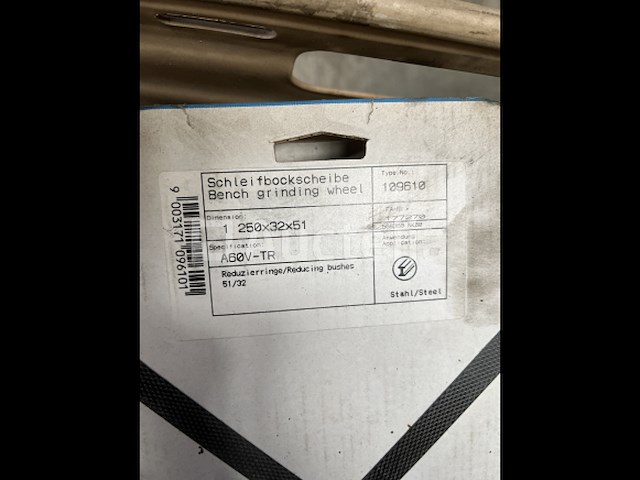 Schleifbockscheibe
Bench grinding wheel
Type No.
109610
Dimension:
1 250x32x51
Specification:
A60V-TR
Application:
Reduzierringe/Reducing bushes
51/32
Stahl/Steel
9 003171 096101